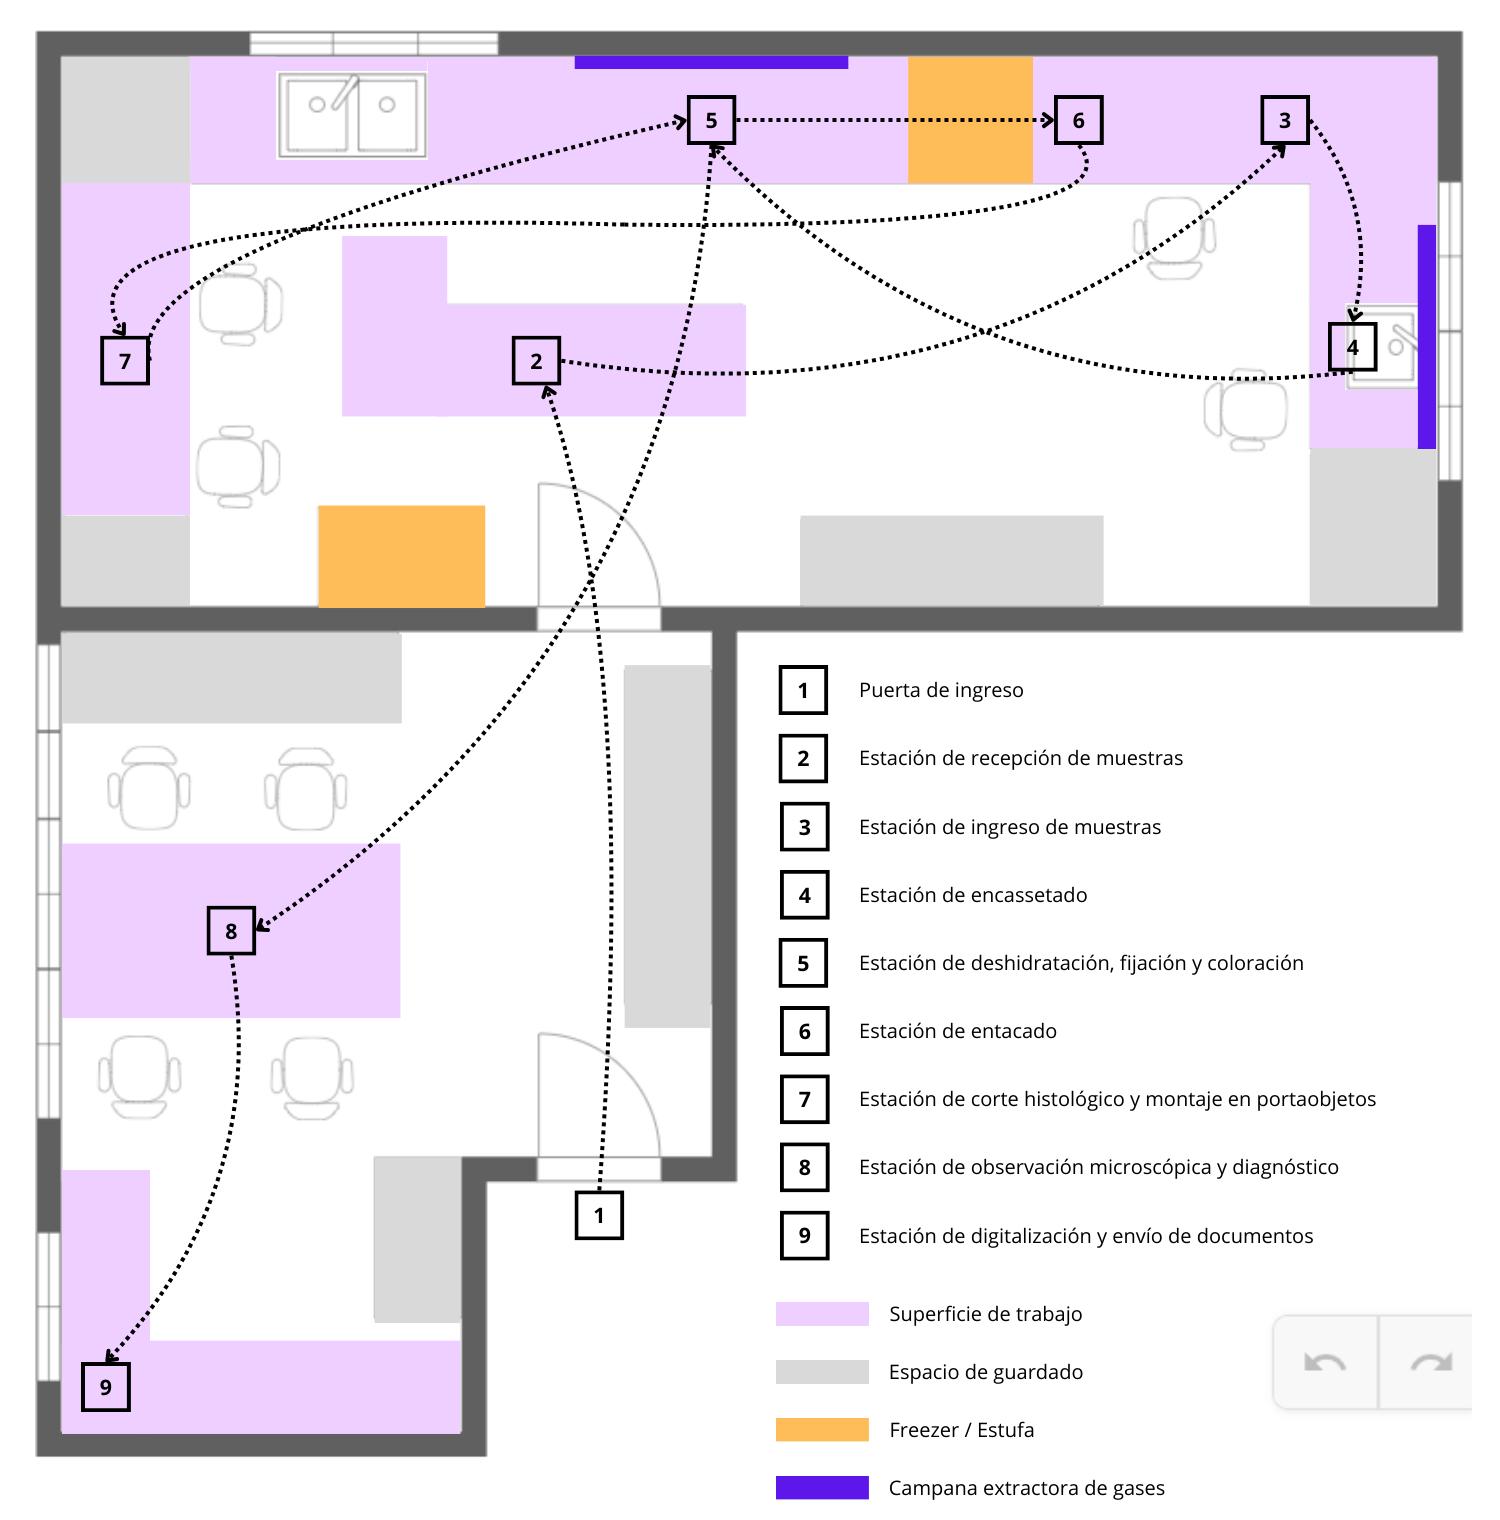 5
6
3
7
2
4
8
1
9
1 Puerta de ingreso
2 Estación de recepción de muestras
3 Estación de ingreso de muestras
4 Estación de encassetado
5 Estación de deshidratación, fijación y coloración
6 Estación de entacado
7 Estación de corte histológico y montaje en portaobjetos
8 Estación de observación microscópica y diagnóstico
9 Estación de digitalización y envío de documentos
Superficie de trabajo
Espacio de guardado
Freezer / Estufa
Campana extractora de gases